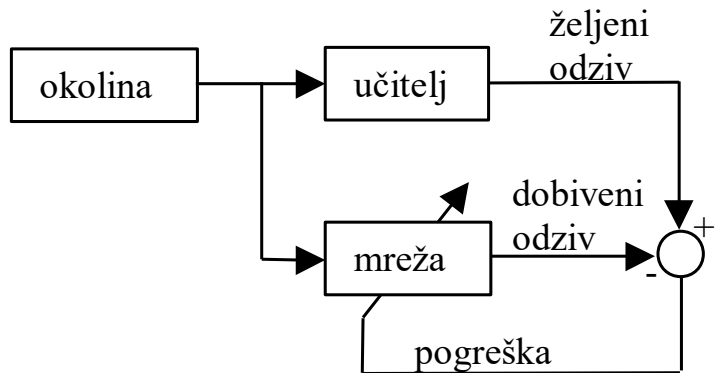 željeni
odziv
okolina
učitelj
dobiveni
odziv
+
mreža
-
pogreška